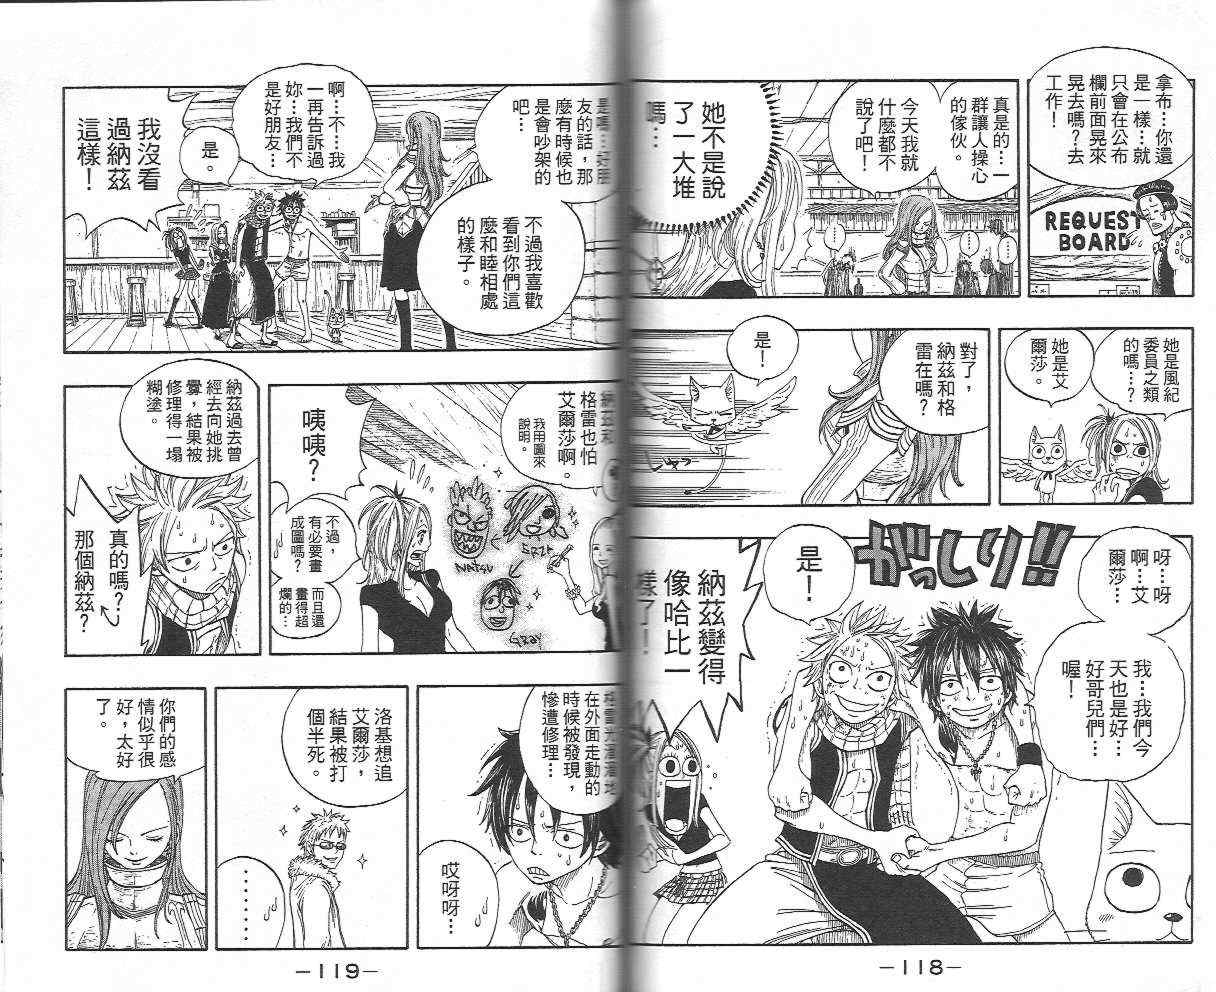 拿布⋯你還
是一樣⋯就
只會在公布
欄前面晃來
晃去嗎?去
工作!
REQUEST
BOARD
真是的⋯一
群讓人操心
的傢伙。
今天我就
什麼都不
說了吧!
她不是說
了一大堆
嗎⋯
她是風紀
委員之類
的嗎⋯?
她是艾
爾莎。
對了,
納茲和格
雷在嗎?
是!
呀⋯呀
啊⋯艾
爾莎⋯
我⋯我們今
天也是好⋯
好哥兒們⋯
喔!
がっしり!!
是!
納茲變得
像哈比一
樣了!
-118-
是嗎⋯好朋
友的話,那
麼有時候也
是會吵架的
吧⋯
不過我喜歡
看到你們這
麼和睦相處
的樣子。
啊⋯不⋯我
一再告訴過
妳⋯我們不
是好朋友⋯
是。
我沒看
過納茲
這樣!
納茲和
格雷也怕
艾爾莎啊。
我用圖來
說明。
ERZA
NATSU
GRAY
咦咦?
不過,
有必要畫
成圖嗎?
而且還
畫得超
爛的⋯
納茲過去曾
經去向她挑
釁,結果被
修理得一塌
糊塗。
真的嗎?
那個納茲?
格雷光溜溜地
在外面走動的
時候被發現,
慘遭修理⋯
哎呀呀⋯
洛基想追
艾爾莎,
結果被打
個半死。
⋯⋯⋯
你們的感
情似乎很
好,太好
了。
-119-